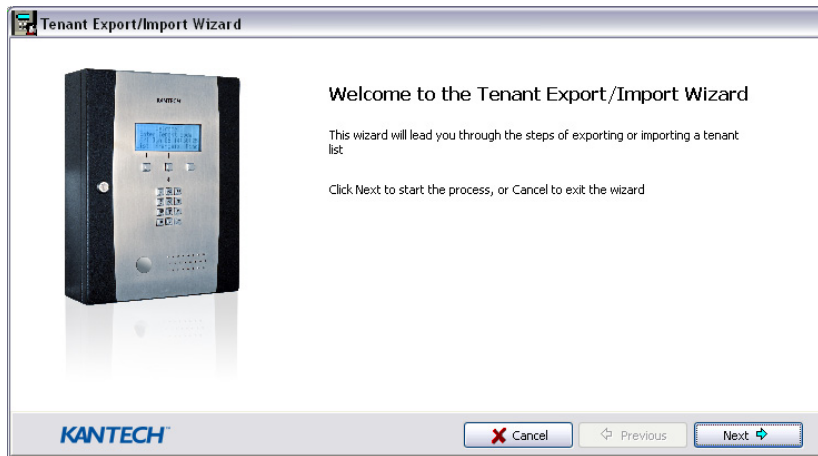 Tenant Export/Import Wizard
KANTECH
Welcome to the Tenant Export/Import Wizard
This wizard will lead you through the steps of exporting or importing a tenant
list
Click Next to start the process, or Cancel to exit the wizard
KANTECH
Cancel
Previous
Next